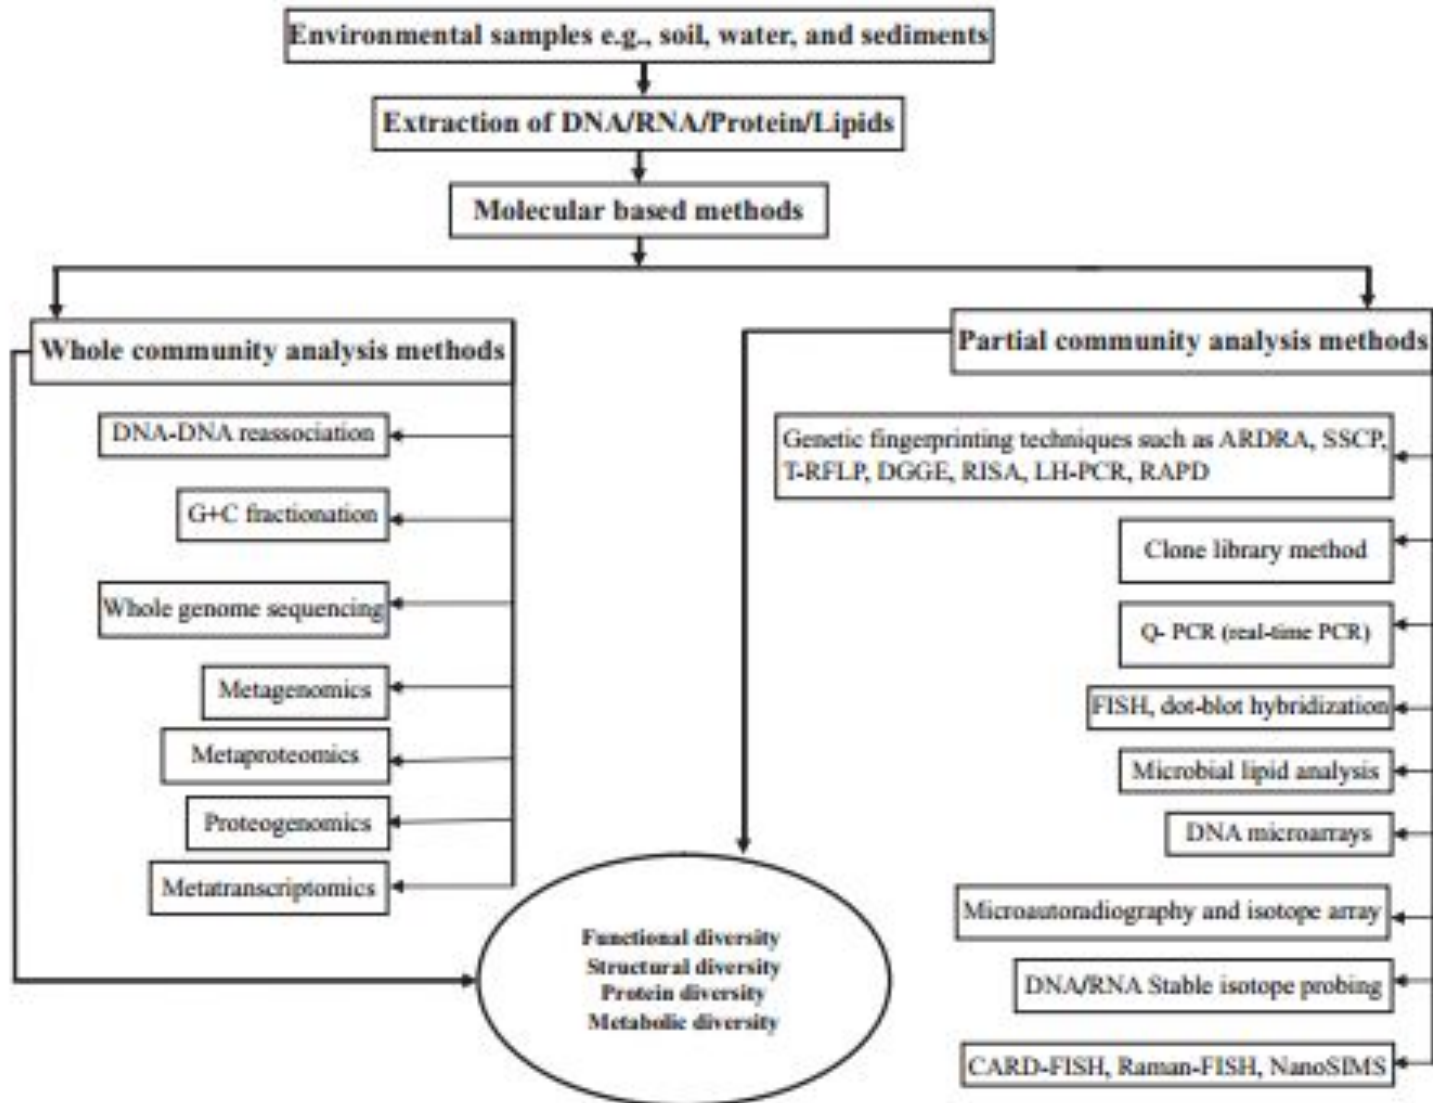 Environmental samples e.g., soil, water, and sediments
Extraction of DNA/RNA/Protein/Lipids
Molecular based methods
Whole community analysis methods
DNA-DNA reassociation
G+C fractionation
Whole genome sequencing
Metagenomics
Metaproteomics
Proteogenomics
Metatranscriptomics
Partial community analysis methods
Genetic fingerprinting techniques such as ARDRA, SSCP,
T-RFLP, DGGE, RISA, LH-PCR, RAPD
Clone library method
Q- PCR (real-time PCR)
FISH, dot-blot hybridization
Microbial lipid analysis
DNA microarrays
Microautoradiography and isotope array
DNA/RNA Stable isotope probing
CARD-FISH, Raman-FISH, NanoSIMS
Functional diversity
Structural diversity
Protein diversity
Metabolic diversity